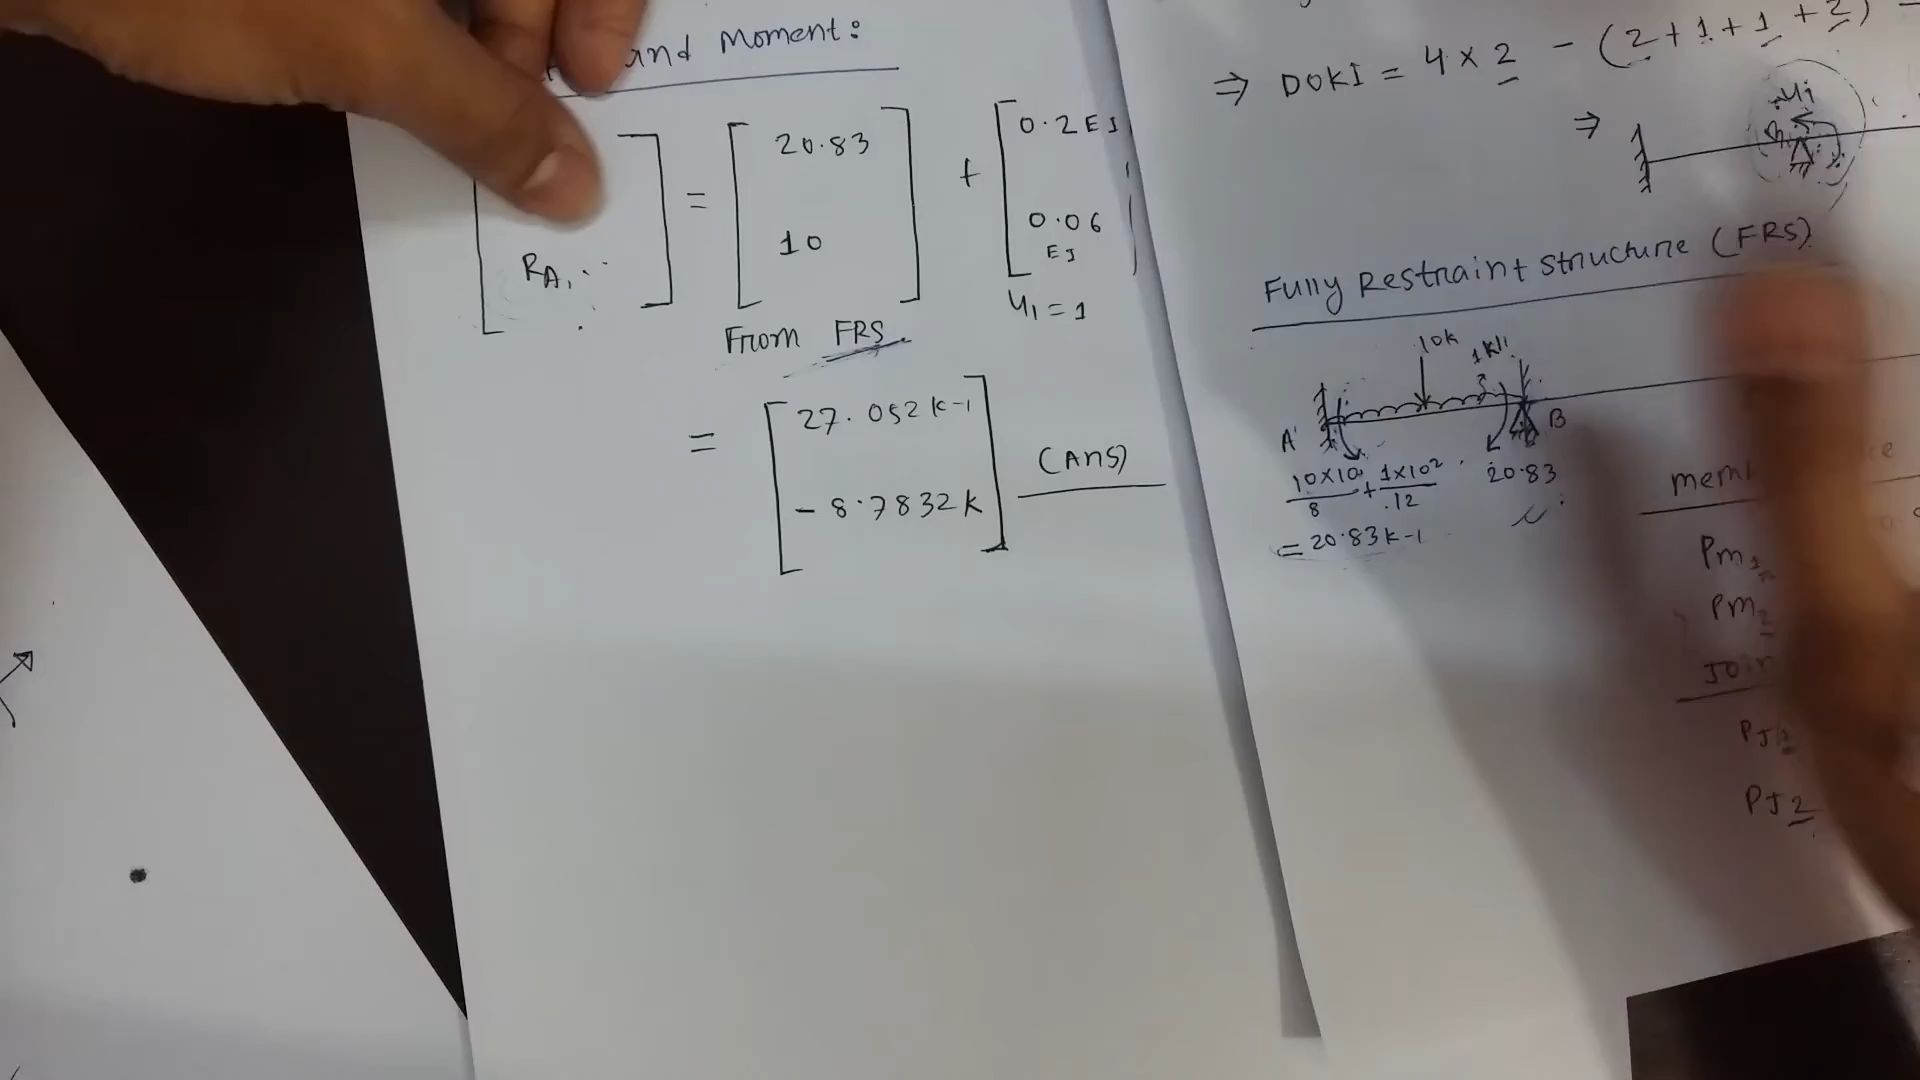 and Moment:
[ RA, ] = [ 20.83
10 ] + [ 0.2EI
0.06
EI ]
From FRS
u1 = 1
= [ 27.052 k-1
- 8.7832 k ] (Ans)
⇒ DOKI = 4 × 2 - (2+1+1+2)
⇒
Fully Restraint structure (FRS)
10k
1k/1
A B
10×10/8 + 1×10²/12
20.83
= 20.83k-1
Pm1
Pm2
PJ1
PJ2